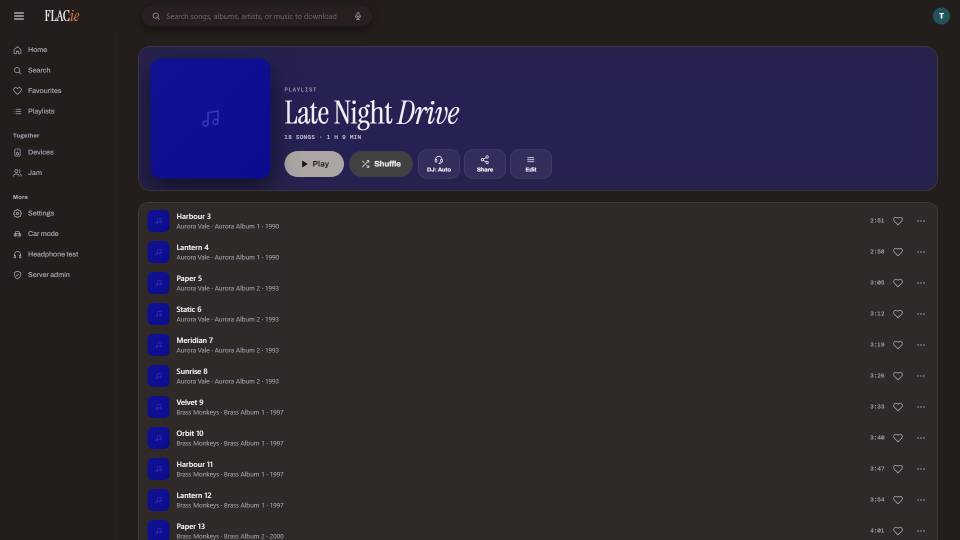 FLACie
Search songs, albums, artists, or music to download
T
Home
Search
Favourites
Playlists
Together
Devices
Jam
More
Settings
Car mode
Headphone test
Server admin
PLAYLIST
Late Night Drive
18 SONGS · 1 H 9 MIN
Play
Shuffle
DJ: Auto
Share
Edit
Harbour 3
Aurora Vale · Aurora Album 1 · 1990
2:51
Lantern 4
Aurora Vale · Aurora Album 1 · 1990
2:58
Paper 5
Aurora Vale · Aurora Album 2 · 1993
3:05
Static 6
Aurora Vale · Aurora Album 2 · 1993
3:12
Meridian 7
Aurora Vale · Aurora Album 2 · 1993
3:19
Sunrise 8
Aurora Vale · Aurora Album 2 · 1993
3:26
Velvet 9
Brass Monkeys · Brass Album 1 · 1997
3:33
Orbit 10
Brass Monkeys · Brass Album 1 · 1997
3:40
Harbour 11
Brass Monkeys · Brass Album 1 · 1997
3:47
Lantern 12
Brass Monkeys · Brass Album 1 · 1997
3:54
Paper 13
Brass Monkeys · Brass Album 2 · 2000
4:01